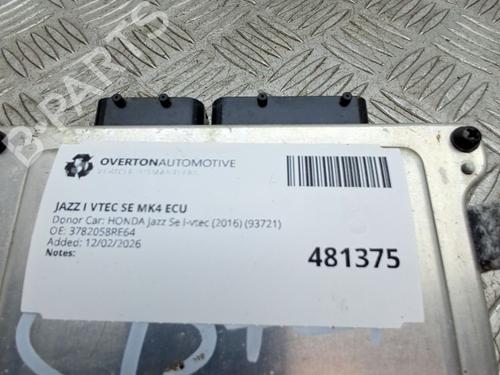 OVERTONAUTOMOTIVE
VEHICLE DISMANTLERS
JAZZ I VTEC SE MK4 ECU
Donor Car: HONDA Jazz Se I-vtec (2016) (93721)
OE: 3782058RE64
Added: 12/02/2026
Notes:
481375
B-PARTS